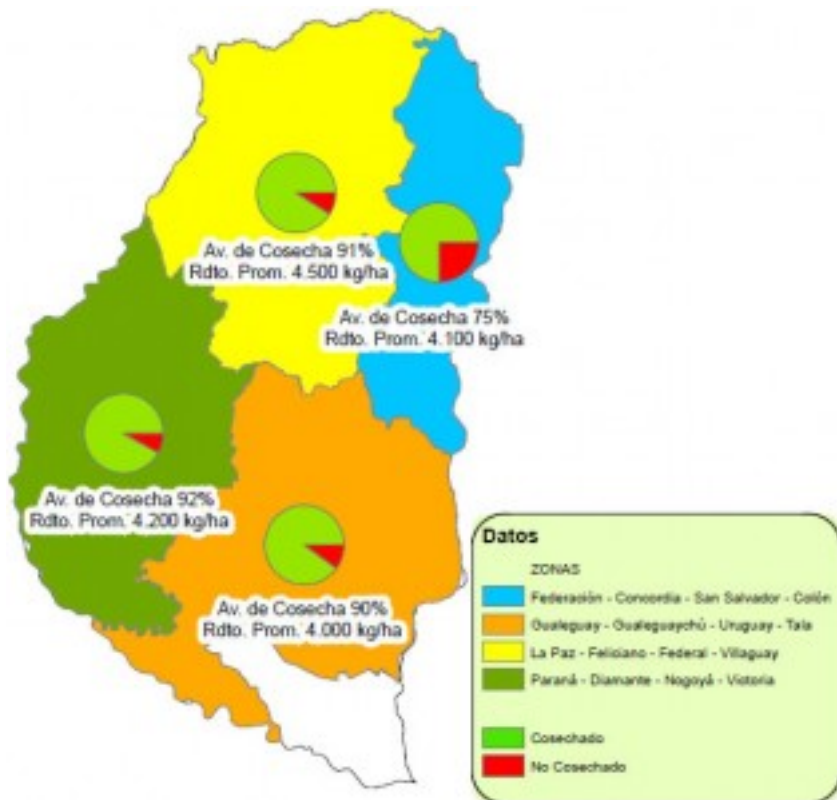 Av. de Cosecha 91%
Rdto. Prom. 4.500 kg/ha
Av. de Cosecha 75%
Rdto. Prom. 4.100 kg/ha
Av. de Cosecha 92%
Rdto. Prom. 4.200 kg/ha
Av. de Cosecha 90%
Rdto. Prom. 4.000 kg/ha
Datos
ZONAS
Federación - Concordia - San Salvador - Colón
Gualeguay - Gualeguaychú - Uruguay - Tala
La Paz - Feliciano - Federal - Villaguay
Paraná - Diamante - Nogoyá - Victoria
Cosechado
No Cosechado